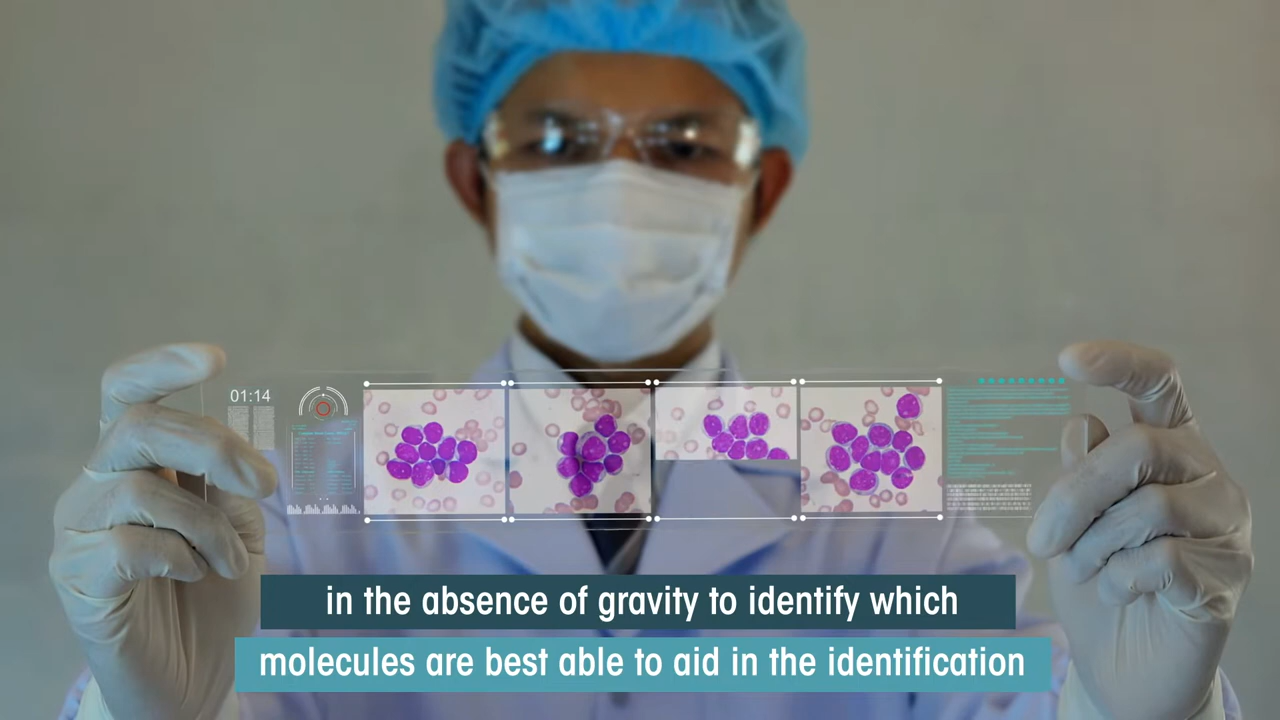 01:14
in the absence of gravity to identify which
molecules are best able to aid in the identification